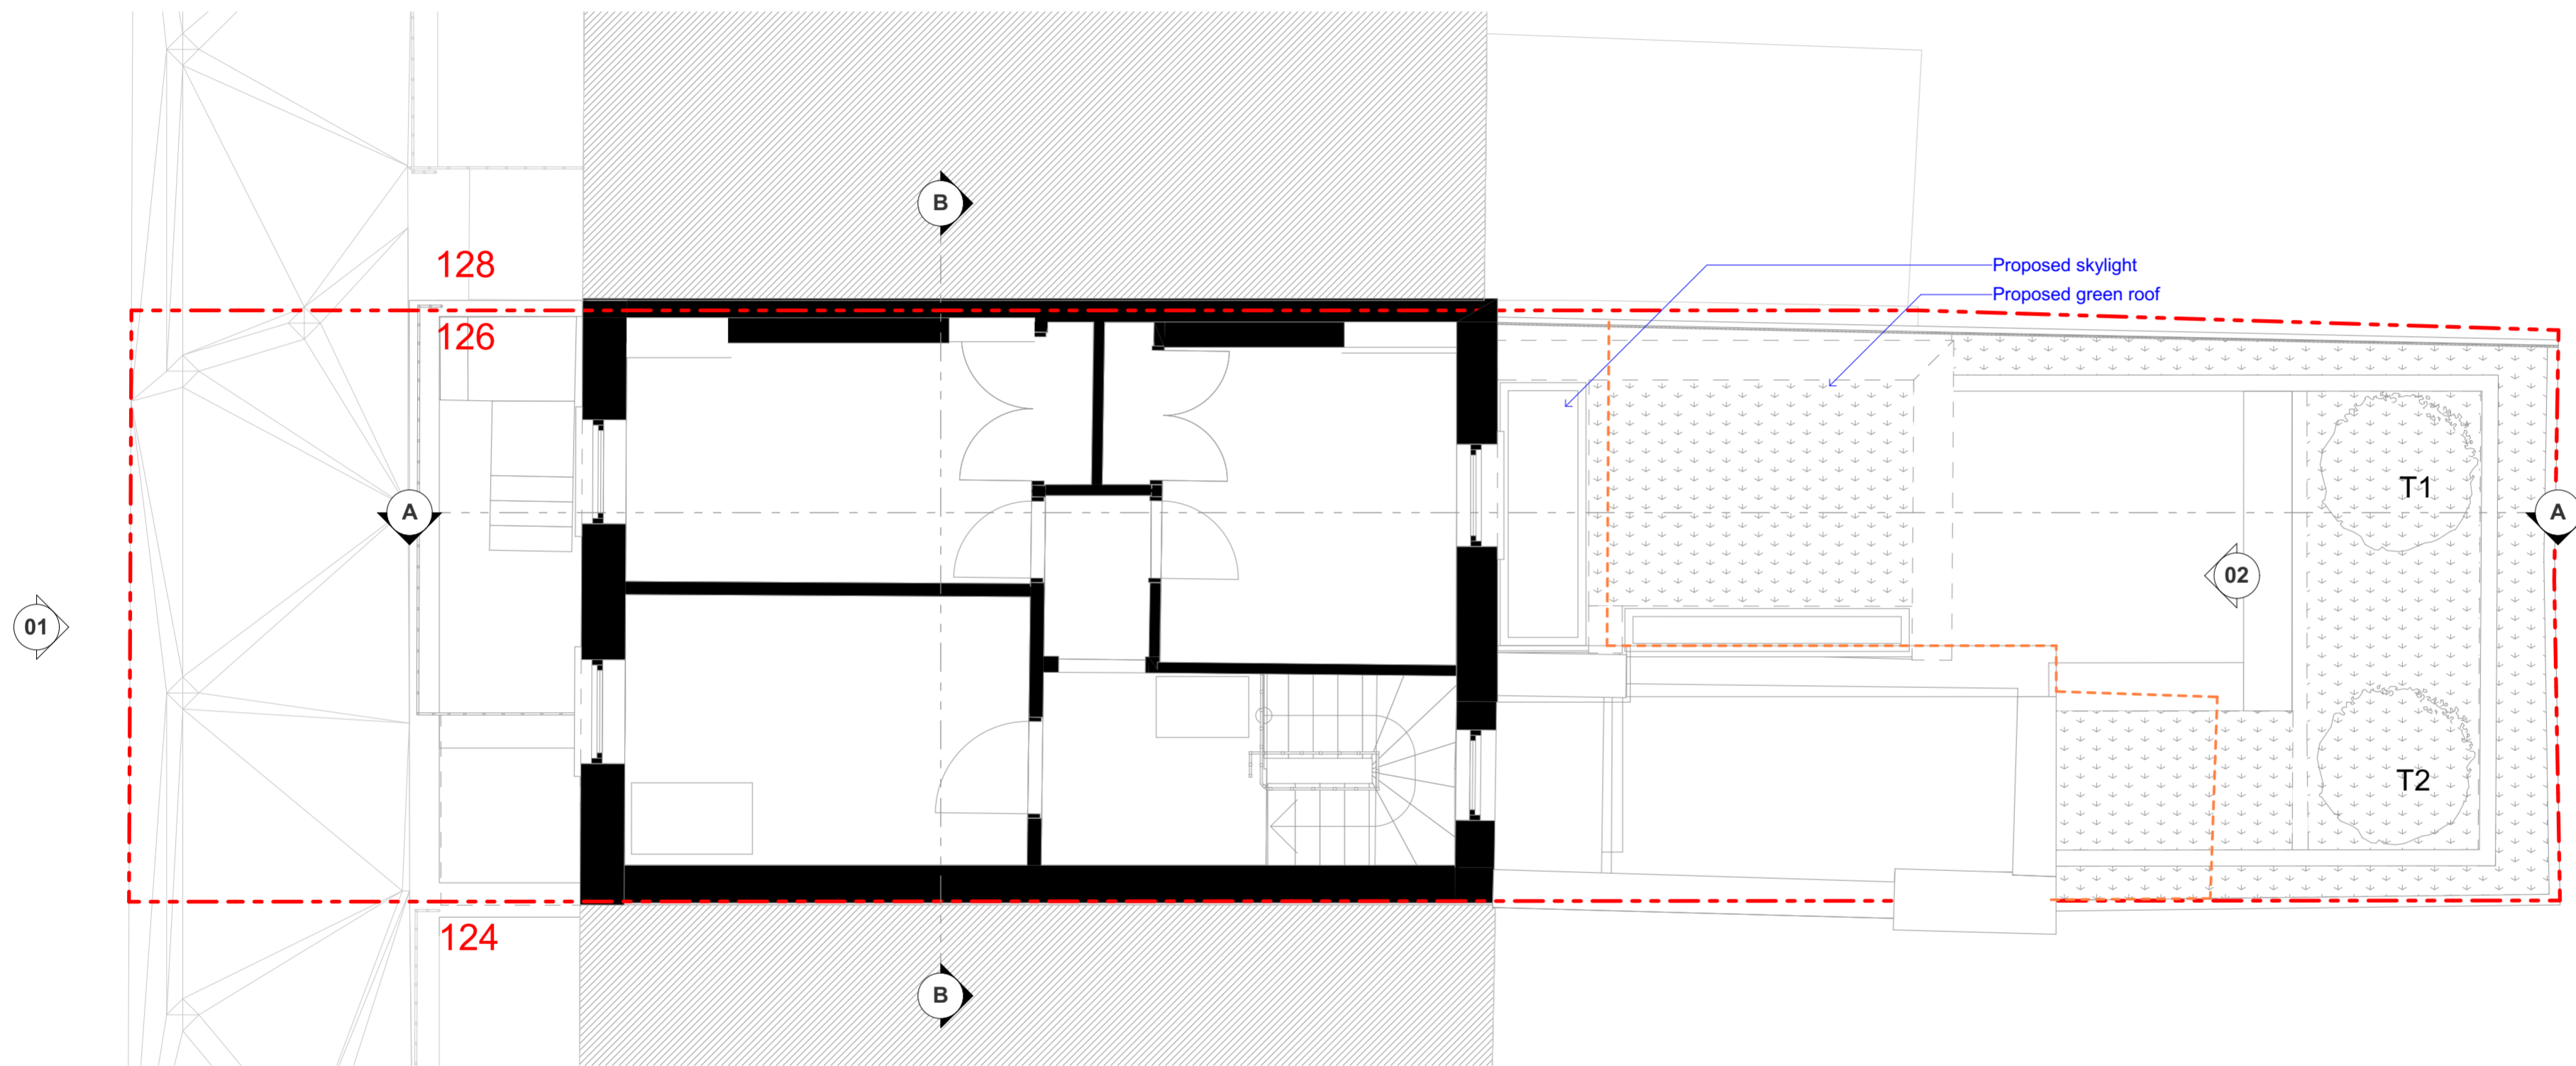 B
128
Proposed skylight
Proposed green roof
126
T1
A
A
02
01
T2
124
B